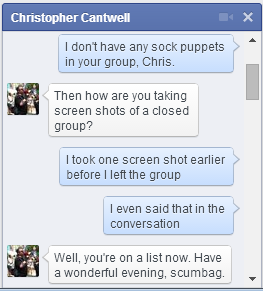 Christopher Cantwell
I don't have any sock puppets
in your group, Chris.
Then how are you taking
screen shots of a closed
group?
I took one screen shot earlier
before I left the group
I even said that in the
conversation
Well, you're on a list now. Have
a wonderful evening, scumbag.